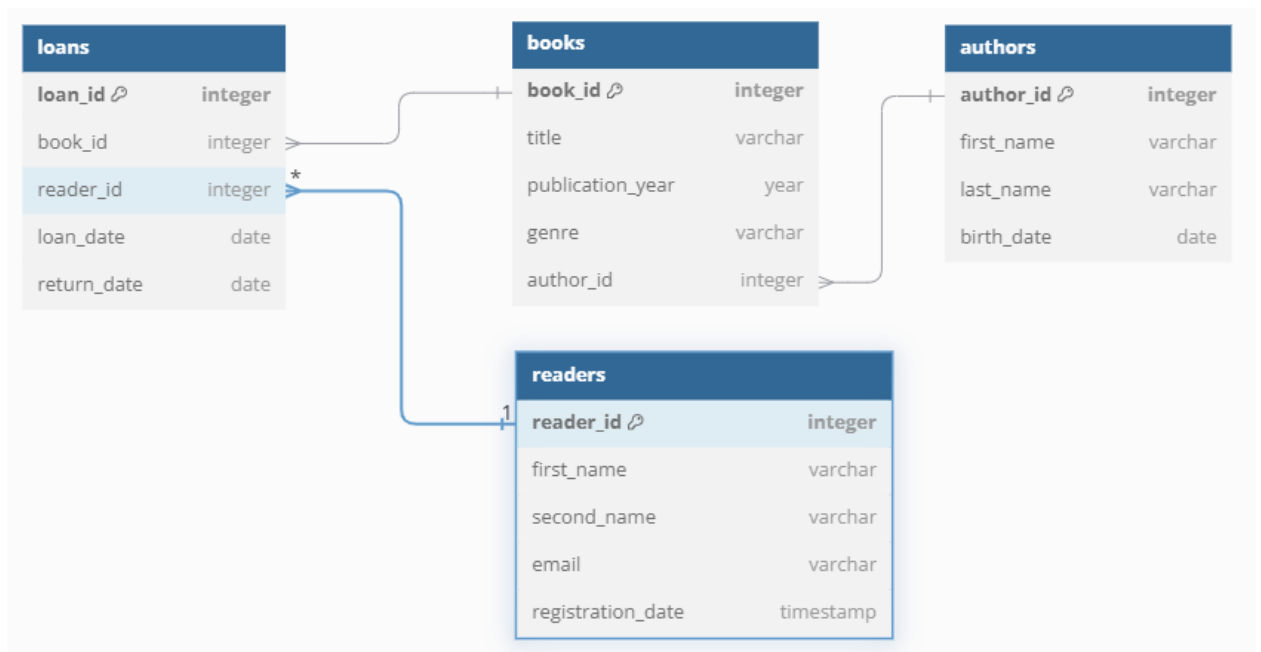 loans
loan_id integer
book_id integer
reader_id integer
loan_date date
return_date date
*
books
book_id integer
title varchar
publication_year year
genre varchar
author_id integer
authors
author_id integer
first_name varchar
last_name varchar
birth_date date
1
readers
reader_id integer
first_name varchar
second_name varchar
email varchar
registration_date timestamp